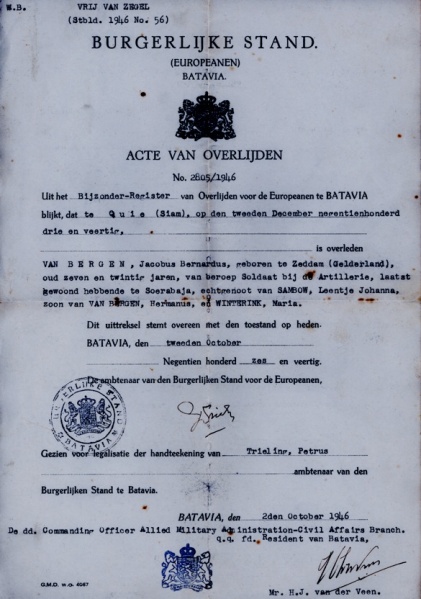 N.B. VRIJ VAN ZEGEL
(Stbld. 1946 No. 56)
BURGERLIJKE STAND.
(EUROPEANEN)
BATAVIA.
ACTE VAN OVERLIJDEN
No. 2805/1946
Uit het Bijzonder-Register van Overlijden voor de Europeanen te BATAVIA
blijkt, dat te Quie (Siam), op den tweeden December negentienhonderd
drie en veertig,
is overleden
VAN BERGEN, Jacobus Bernardus, geboren te Zeddam (Gelderland),
oud zeven en twintig jaren, van beroep Soldaat bij de Artillerie, laatst
gewoond hebbende te Soerabaja, echtgenoot van SAMBOW, Leentje Johanna,
zoon van VAN BERGEN, Hermanus, en WINTERINK, Maria.
Dit uittreksel stemt overeen met den toestand op heden.
BATAVIA, den tweeden October
Negentien honderd zes en veertig.
De ambtenaar van den Burgerlijken Stand voor de Europeanen,
BURGERLIJKE STAND
BATAVIA
Gezien voor legalisatie der handteekening van Trieling, Petrus
ambtenaar van den
Burgerlijken Stand te Batavia.
BATAVIA, den 2den October 1946
De dd. Commanding Officer Allied Military Administration-Civil Affairs Branch.
q.q. fd. Resident van Batavia,
G.M.D. w.o. 4087
Mr. H.J. van der Veen.